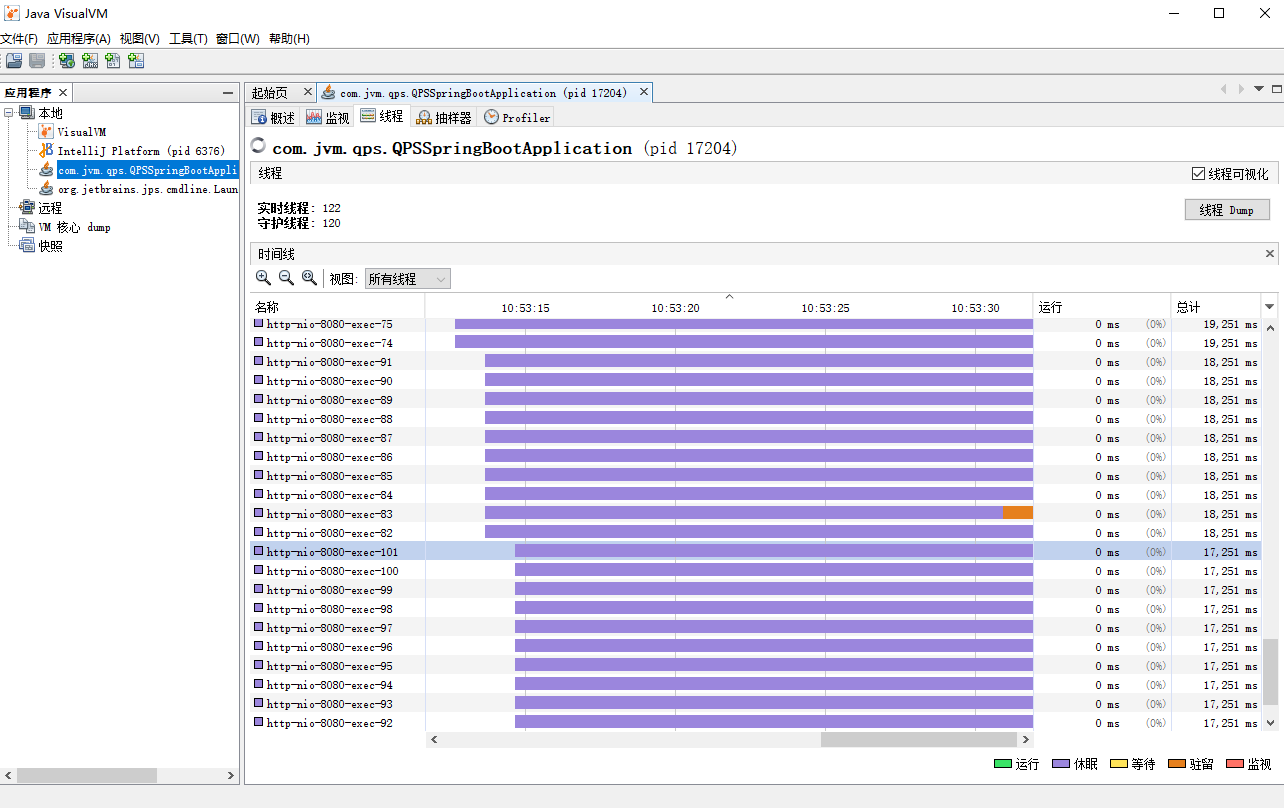 Java VisualVM
文件(F) 应用程序(A) 视图(V) 工具(T) 窗口(W) 帮助(H)
应用程序
本地
VisualVM
IntelliJ Platform (pid 6376)
com.jvm.qps.QPSSpringBootAppli
org.jetbrains.jps.cmdline.Laun
远程
VM 核心 dump
快照
起始页 com.jvm.qps.QPSSpringBootApplication (pid 17204)
概述 监视 线程 抽样器 Profiler
com.jvm.qps.QPSSpringBootApplication (pid 17204)
线程 线程可视化
实时线程: 122
守护线程: 120
线程 Dump
时间线
视图: 所有线程
名称 10:53:15 10:53:20 10:53:25 10:53:30 运行 总计
http-nio-8080-exec-75 0 ms (0%) 19,251 ms
http-nio-8080-exec-74 0 ms (0%) 19,251 ms
http-nio-8080-exec-91 0 ms (0%) 18,251 ms
http-nio-8080-exec-90 0 ms (0%) 18,251 ms
http-nio-8080-exec-89 0 ms (0%) 18,251 ms
http-nio-8080-exec-88 0 ms (0%) 18,251 ms
http-nio-8080-exec-87 0 ms (0%) 18,251 ms
http-nio-8080-exec-86 0 ms (0%) 18,251 ms
http-nio-8080-exec-85 0 ms (0%) 18,251 ms
http-nio-8080-exec-84 0 ms (0%) 18,251 ms
http-nio-8080-exec-83 0 ms (0%) 18,251 ms
http-nio-8080-exec-82 0 ms (0%) 18,251 ms
http-nio-8080-exec-101 0 ms (0%) 17,251 ms
http-nio-8080-exec-100 0 ms (0%) 17,251 ms
http-nio-8080-exec-99 0 ms (0%) 17,251 ms
http-nio-8080-exec-98 0 ms (0%) 17,251 ms
http-nio-8080-exec-97 0 ms (0%) 17,251 ms
http-nio-8080-exec-96 0 ms (0%) 17,251 ms
http-nio-8080-exec-95 0 ms (0%) 17,251 ms
http-nio-8080-exec-94 0 ms (0%) 17,251 ms
http-nio-8080-exec-93 0 ms (0%) 17,251 ms
http-nio-8080-exec-92 0 ms (0%) 17,251 ms
运行 休眠 等待 驻留 监视